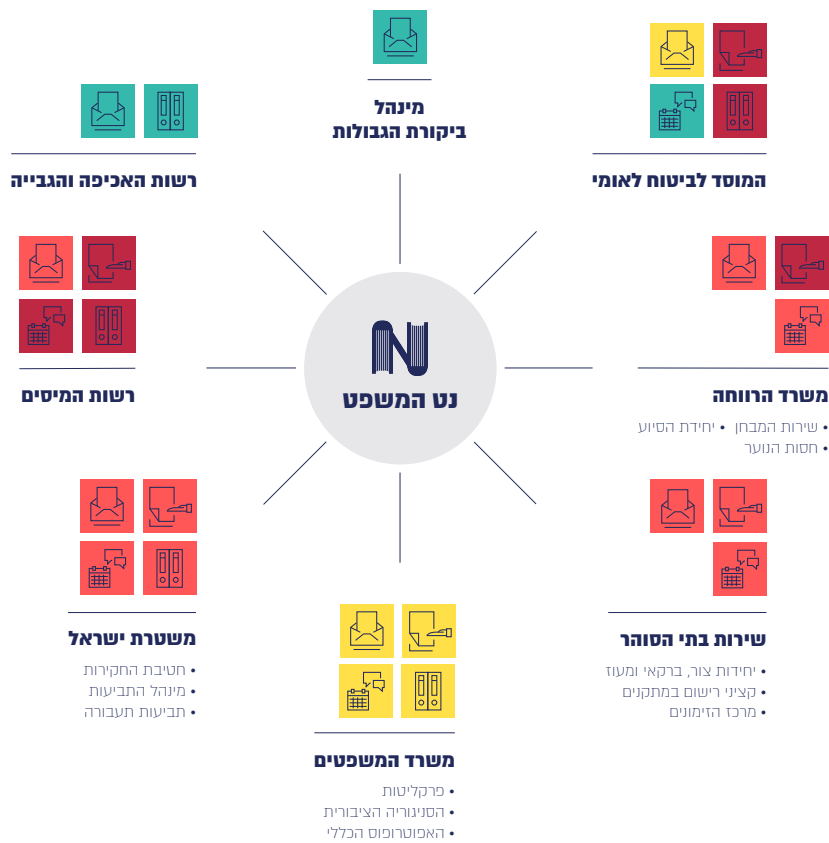 מינהל
ביקורת הגבולות
המוסד לביטוח לאומי
רשות האכיפה והגבייה
נט המשפט
משרד הרווחה
• שירות המבחן • יחידת הסיוע
• חסות הנוער
רשות המיסים
שירות בתי הסוהר
• יחידות צור, ברקאי ומעוז
• קציני רישום במתקנים
• מרכז הזימונים
משטרת ישראל
• חטיבת החקירות
• מינהל התביעות
• תביעות תעבורה
משרד המשפטים
• פרקליטות
• הסניגוריה הציבורית
• האפוטרופוס הכללי